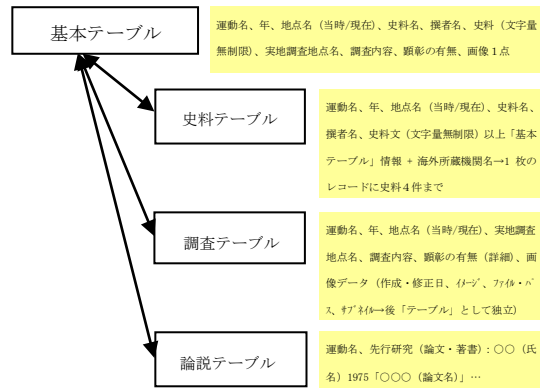 基本テーブル
運動名、年、地点名（当時/現在）、史料名、撰者名、史料（文字量
無制限）、実地調査地点名、調査内容、顕彰の有無、画像１点
史料テーブル
運動名、年、地点名（当時/現在）、史料名、
撰者名、史料文（文字量無制限）以上「基本
テーブル」情報 + 海外所蔵機関名→1 枚の
レコードに史料４件まで
調査テーブル
運動名、年、地点名（当時/現在）、実地調査
地点名、調査内容、顕彰の有無（詳細）、画
像データ（作成・修正日、ｲﾒｰｼﾞ、ﾌｧｲﾙ・ﾊﾟ
ｽ、ｻﾌﾞﾈｲﾙ→後「テーブル」として独立）
論説テーブル
運動名、先行研究（論文・著書）: 〇〇（氏
名）1975「〇〇〇（論文名）」…